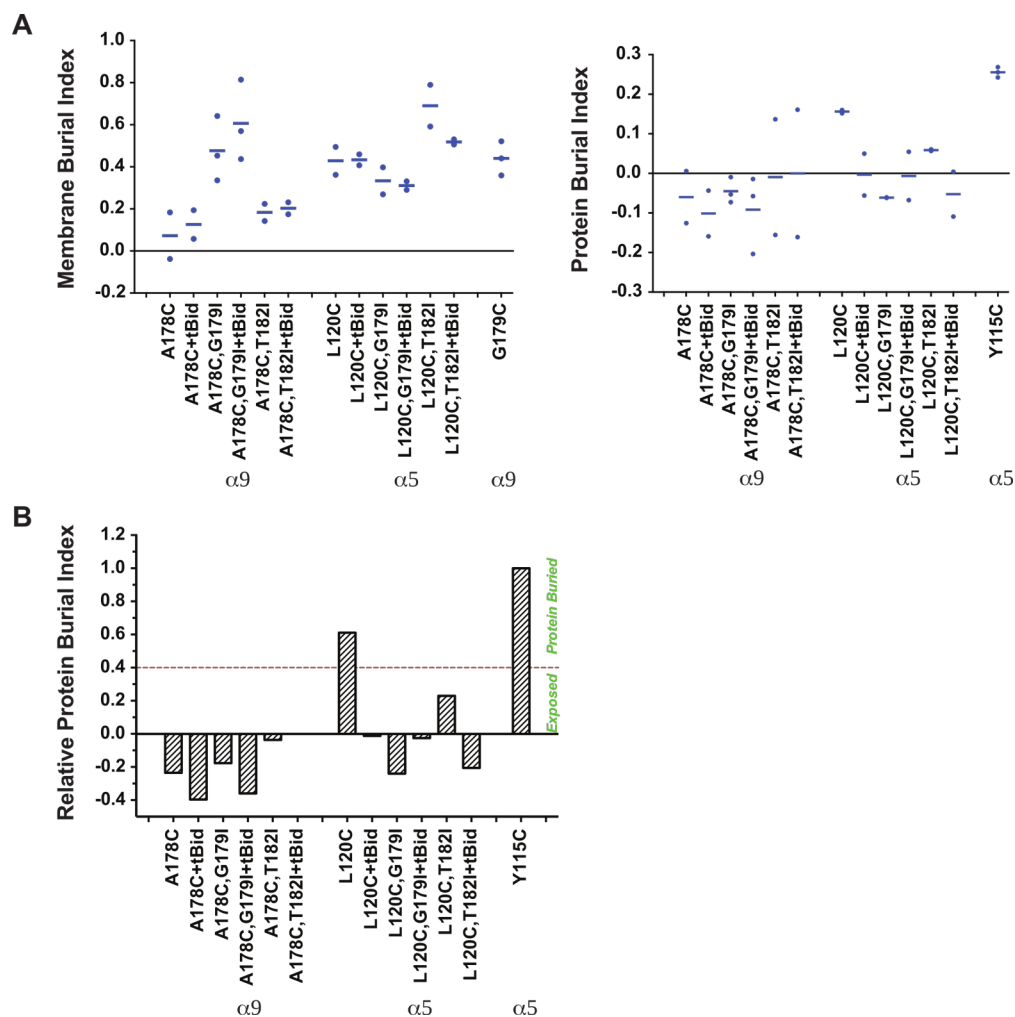 A
Membrane Burial Index
1.0
0.8
0.6
0.4
0.2
0.0
-0.2
A178C
A178C+tBid
A178C,G179I
A178C,G179I+tBid
A178C,T182I
A178C,T182I+tBid
L120C
L120C+tBid
L120C,G179I
L120C,G179I+tBid
L120C,T182I
L120C,T182I+tBid
G179C
α9
α5
α9
Protein Burial Index
0.3
0.2
0.1
0.0
-0.1
-0.2
-0.3
A178C
A178C+tBid
A178C,G179I
A178C,G179I+tBid
A178C,T182I
A178C,T182I+tBid
L120C
L120C+tBid
L120C,G179I
L120C,G179I+tBid
L120C,T182I
L120C,T182I+tBid
Y115C
α9
α5
α5
B
Relative Protein Burial Index
1.2
1.0
0.8
0.6
0.4
0.2
0.0
-0.2
-0.4
Protein Buried
Exposed
A178C
A178C+tBid
A178C,G179I
A178C,G179I+tBid
A178C,T182I
A178C,T182I+tBid
L120C
L120C+tBid
L120C,G179I
L120C,G179I+tBid
L120C,T182I
L120C,T182I+tBid
Y115C
α9
α5
α5